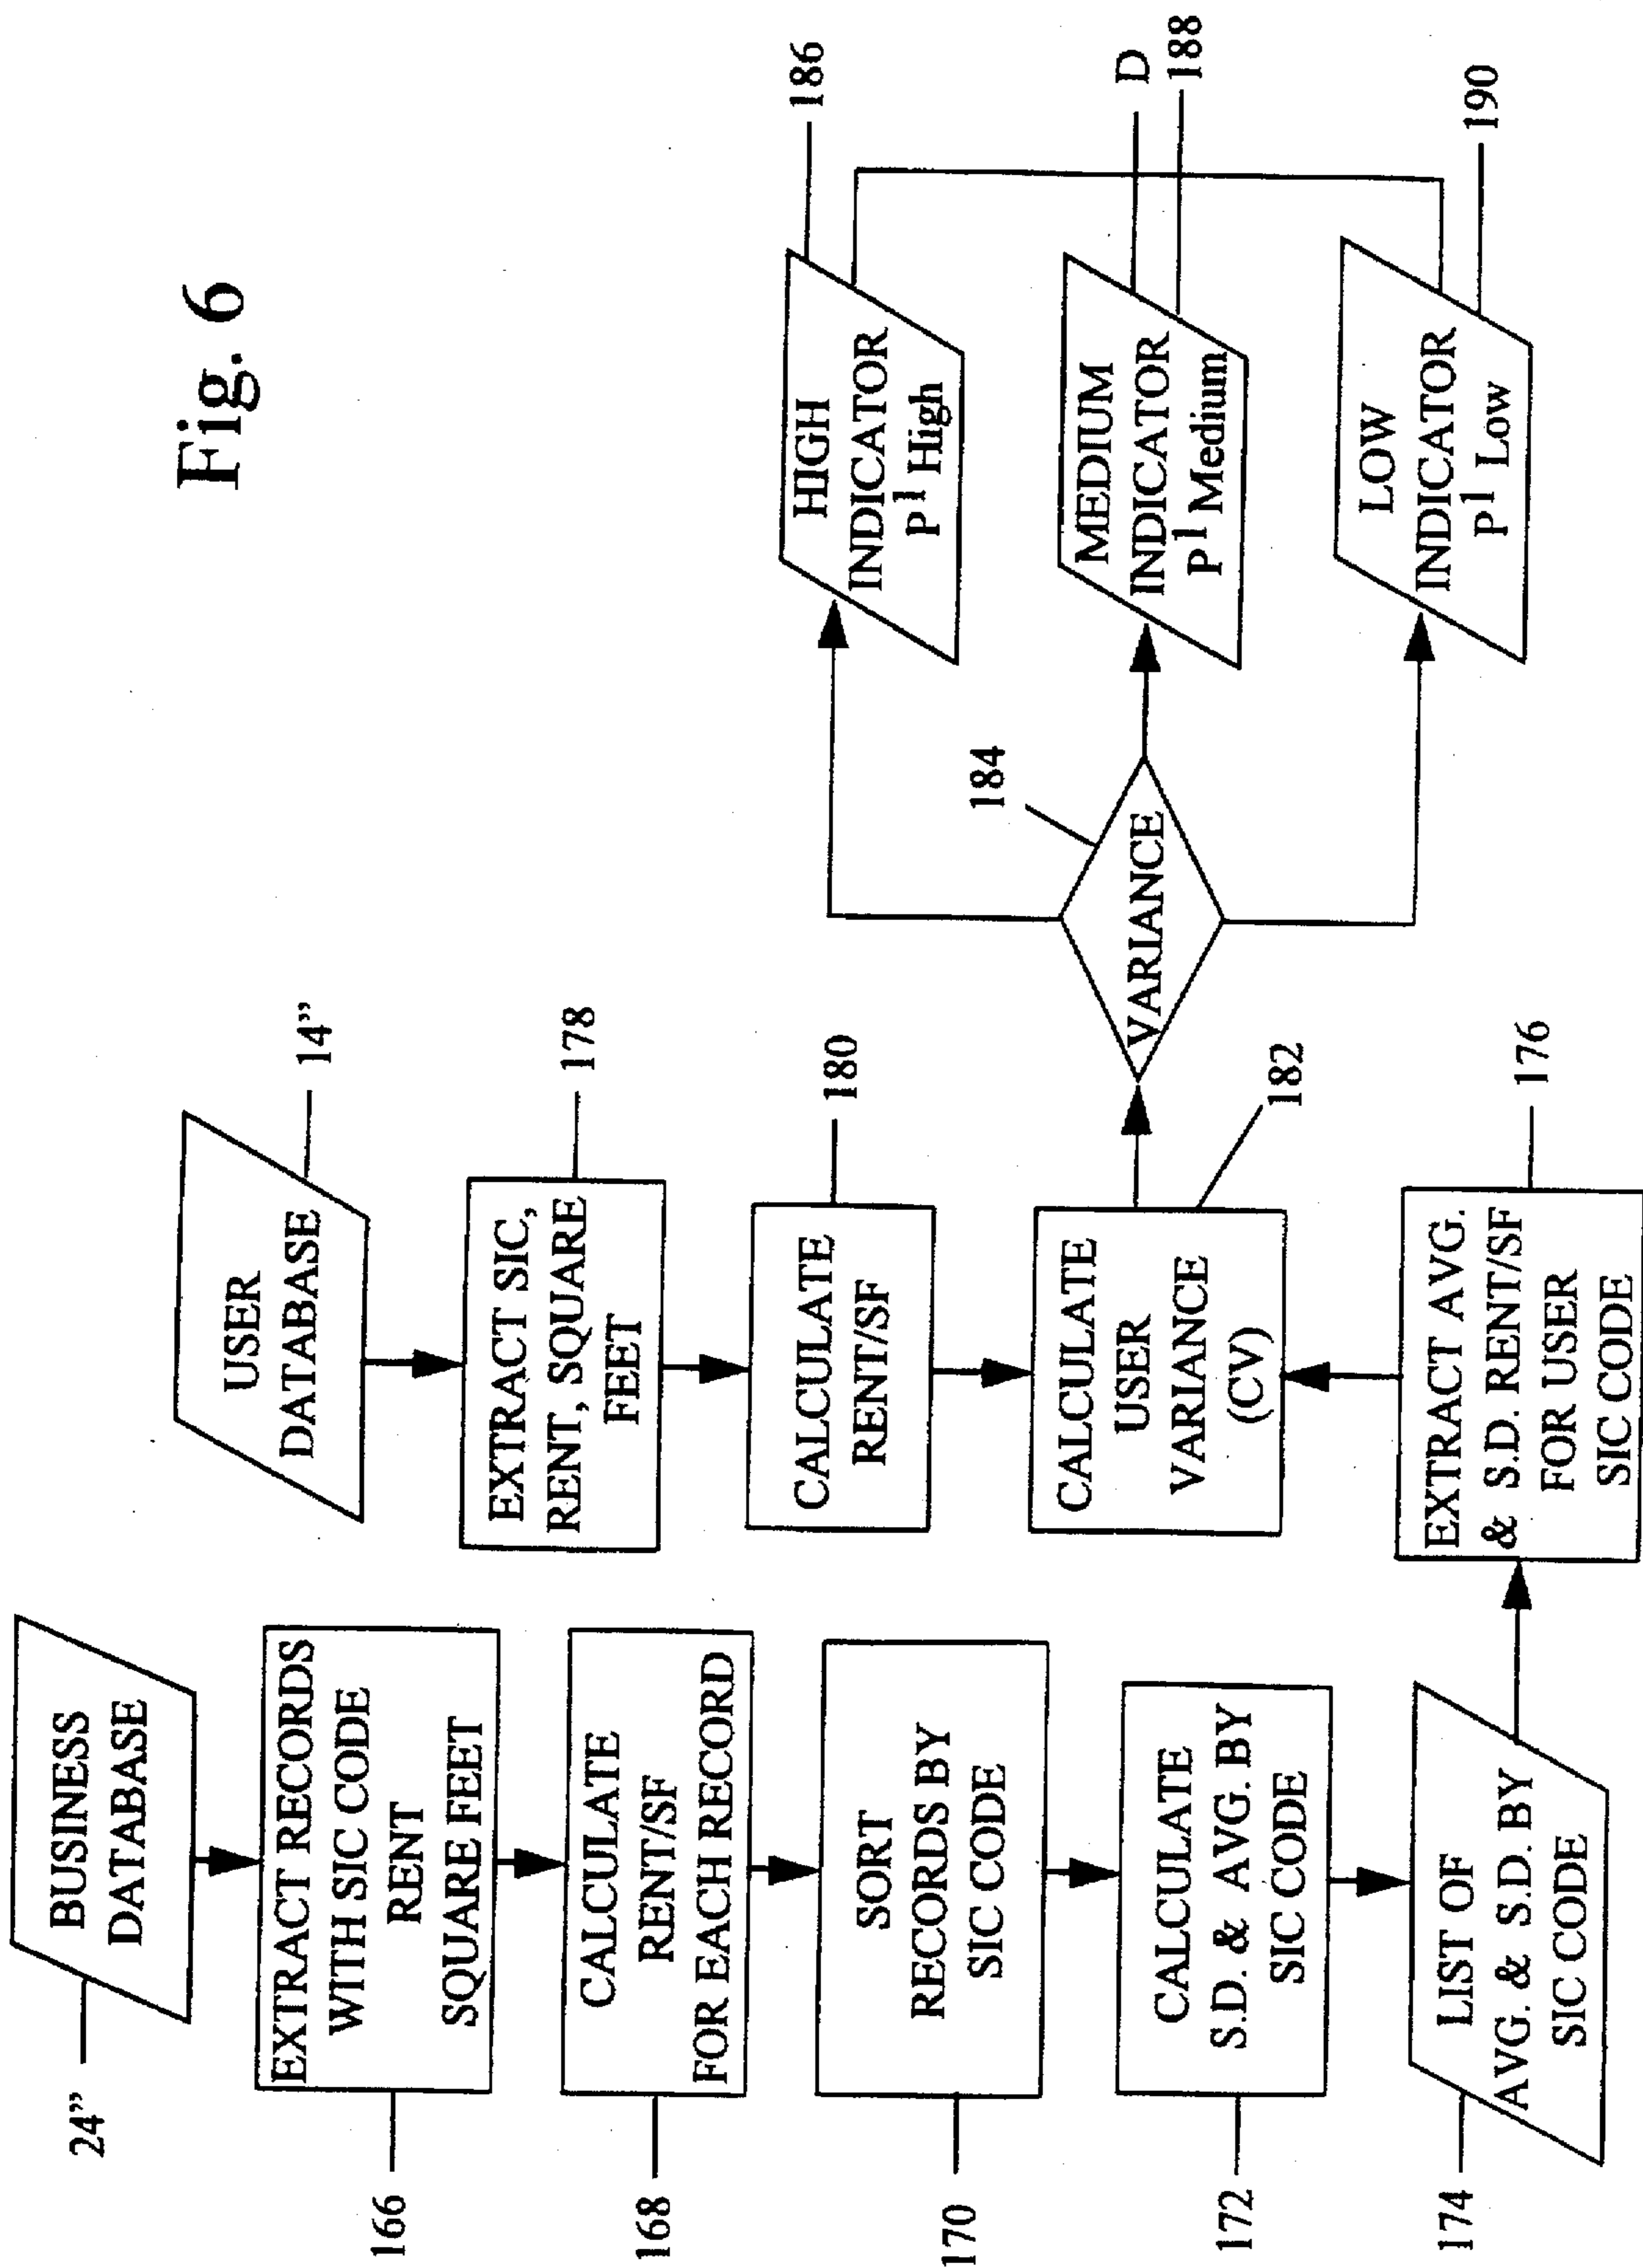 Fig. 6
24”
BUSINESS
DATABASE
166
EXTRACT RECORDS
WITH SIC CODE
RENT
SQUARE FEET
168
CALCULATE
RENT/SF
FOR EACH RECORD
170
SORT
RECORDS BY
SIC CODE
172
CALCULATE
S.D. & AVG. BY
SIC CODE
174
LIST OF
AVG. & S.D. BY
SIC CODE
USER
DATABASE
14”
EXTRACT SIC,
RENT, SQUARE
FEET
178
CALCULATE
RENT/SF
180
CALCULATE
USER
VARIANCE
(CV)
182
EXTRACT AVG.
& S.D. RENT/SF
FOR USER
SIC CODE
176
VARIANCE
184
HIGH
INDICATOR
P1 High
186
MEDIUM
INDICATOR
P1 Medium
D
188
LOW
INDICATOR
P1 Low
190